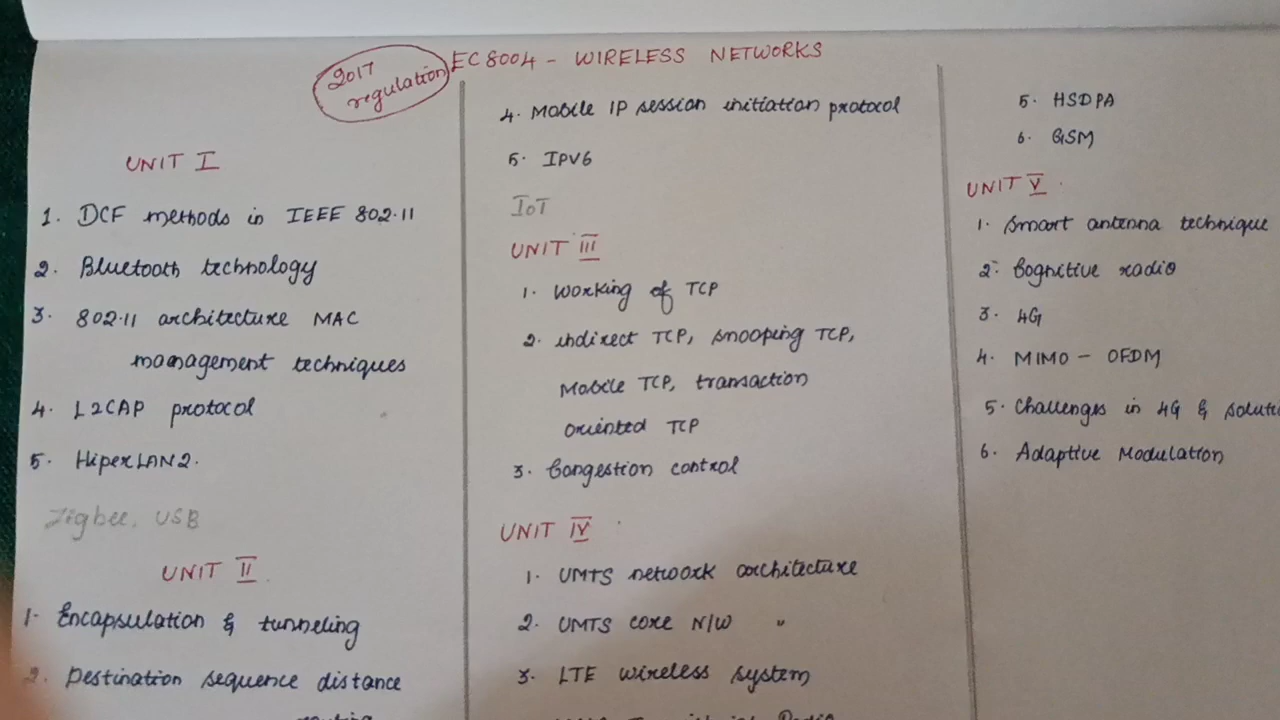 2017
regulation
EC8004 - WIRELESS NETWORKS
UNIT I
1. DCF methods in IEEE 802.11
2. Bluetooth technology
3. 802.11 architecture MAC
management techniques
4. L2CAP protocol
5. HiperLAN2.
Zigbee, USB
UNIT II
1. Encapsulation & tunneling
2. Destination sequence distance
4. Mobile IP session initiation protocol
5. IPV6
IoT
UNIT III
1. Working of TCP
2. indirect TCP, snooping TCP,
Mobile TCP, transaction
oriented TCP
3. Congestion control
UNIT IV
1. UMTS network architecture
2. UMTS core N/W "
3. LTE wireless system
Radio
5. HSDPA
6. GSM
UNIT V
1. Smart antenna technique
2. Cognitive radio
3. 4G
4. MIMO - OFDM
5. Challenges in 4G &
6. Adaptive Modulation